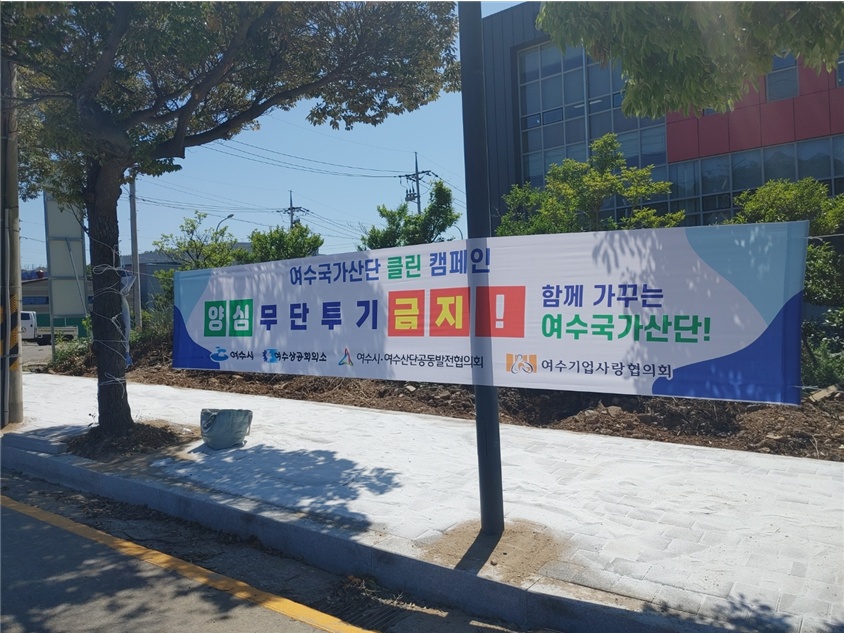 여수국가산단 클린 캠페인
양심 무단투기 금지!
함께 가꾸는
여수국가산단!
여수시 여수상공회의소 여수시·여수산단공동발전협의회 여수기업사랑협의회